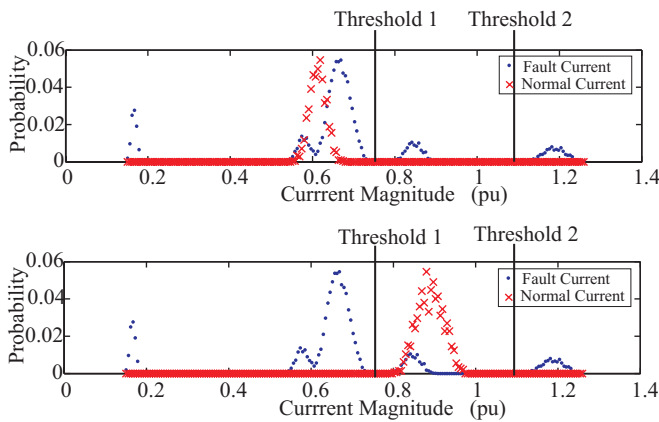 Threshold 1 Threshold 2
0.06
0.04
0.02
0
Probability
Fault Current
Normal Current
0 0.2 0.4 0.6 0.8 1 1.2 1.4
Currrent Magnitude (pu)
Threshold 1 Threshold 2
0.06
0.04
0.02
0
Probability
Fault Current
Normal Current
0 0.2 0.4 0.6 0.8 1 1.2 1.4
Currrent Magnitude (pu)